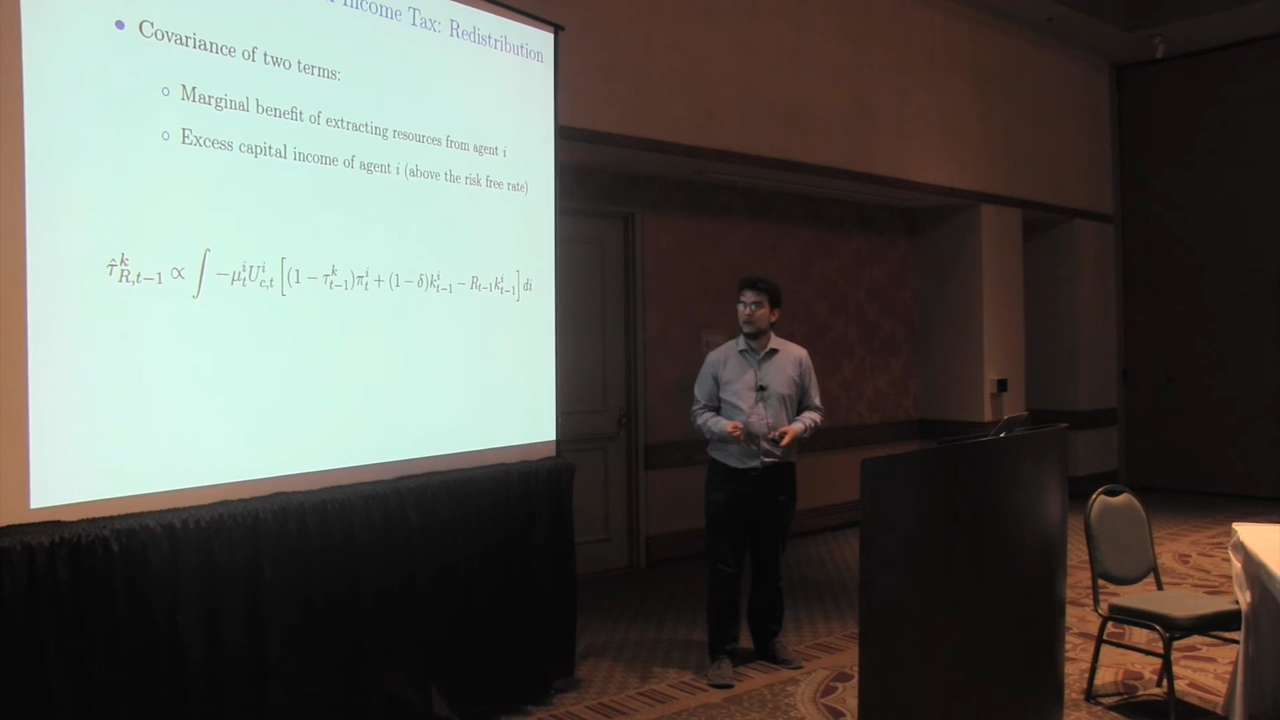 Income Tax: Redistribution
• Covariance of two terms:
◦ Marginal benefit of extracting resources from agent i
◦ Excess capital income of agent i (above the risk free rate)
τ̂^k_{R,t−1} ∝ ∫ −μ^i_t U^i_{c,t} [(1 − τ^k_{t−1})π^i_t + (1 − δ)k^i_{t−1} − R_{t−1}k^i_{t−1}] di